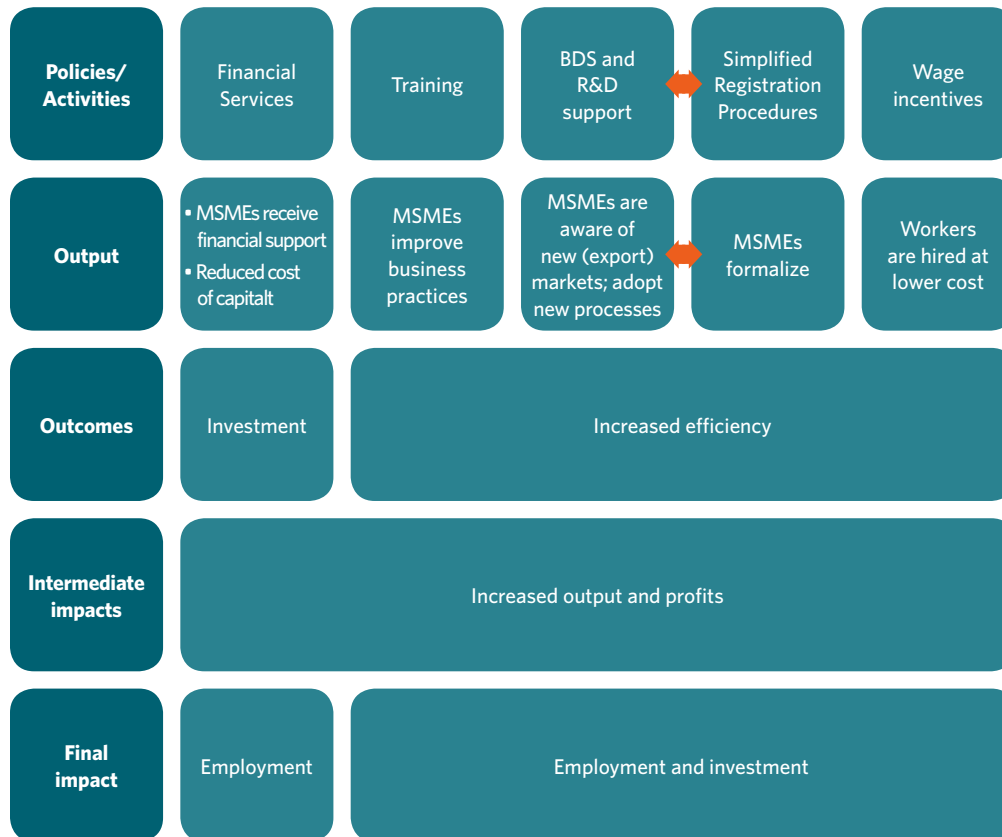 Policies/
Activities
Financial
Services
Training
BDS and
R&D
support
Simplified
Registration
Procedures
Wage
incentives
Output
▪ MSMEs receive
financial support
▪ Reduced cost
of capitalt
MSMEs
improve
business
practices
MSMEs are
aware of
new (export)
markets; adopt
new processes
MSMEs
formalize
Workers
are hired at
lower cost
Outcomes
Investment
Increased efficiency
Intermediate
impacts
Increased output and profits
Final
impact
Employment
Employment and investment